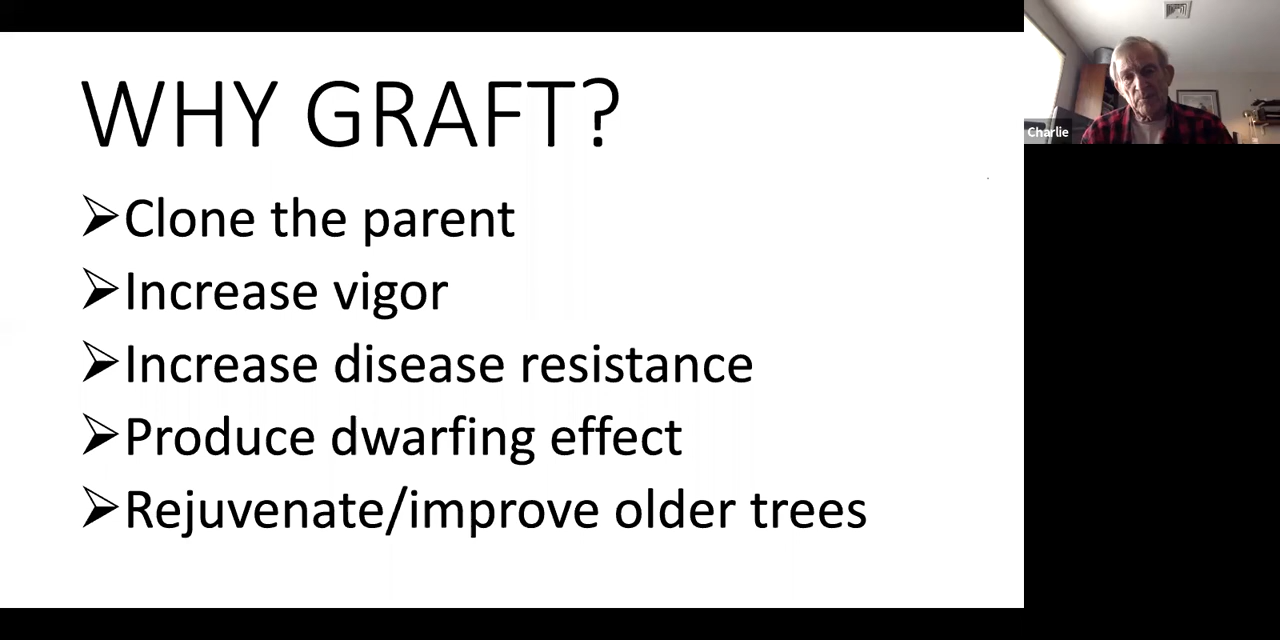 WHY GRAFT?
➢Clone the parent
➢Increase vigor
➢Increase disease resistance
➢Produce dwarfing effect
➢Rejuvenate/improve older trees
Charlie